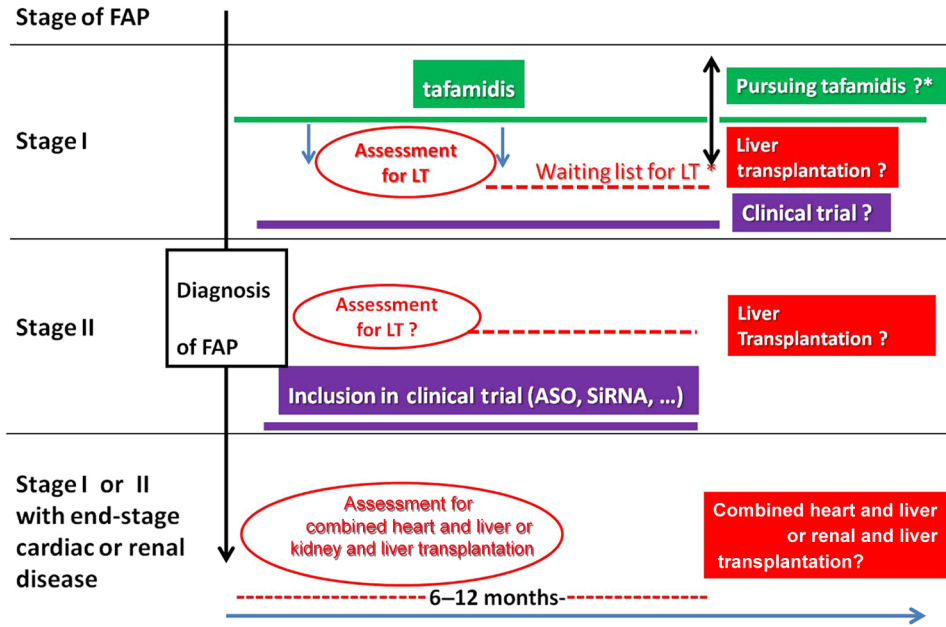 Stage of FAP
tafamidis
Pursuing tafamidis ?*
Stage I
Assessment
for LT
Waiting list for LT *
Liver
transplantation ?
Clinical trial ?
Diagnosis
of FAP
Stage II
Assessment
for LT ?
Liver
Transplantation ?
Inclusion in clinical trial (ASO, SiRNA, ...)
Stage I or II
with end-stage
cardiac or renal
disease
Assessment for
combined heart and liver or
kidney and liver transplantation
Combined heart and liver
or renal and liver
transplantation?
6–12 months-